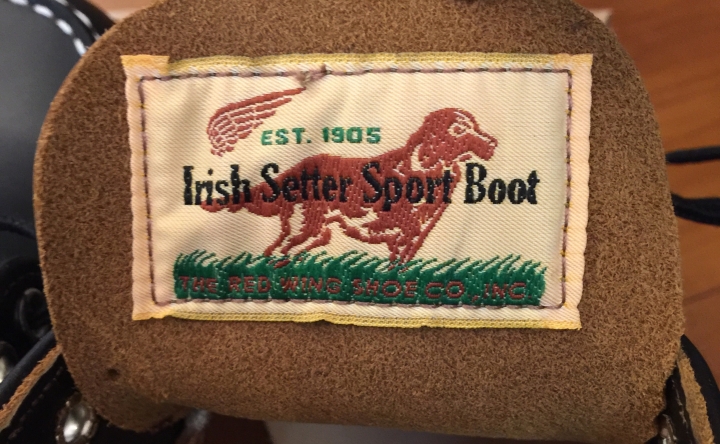 EST. 1905
Irish Setter Sport Boot
THE RED WING SHOE CO., INC.